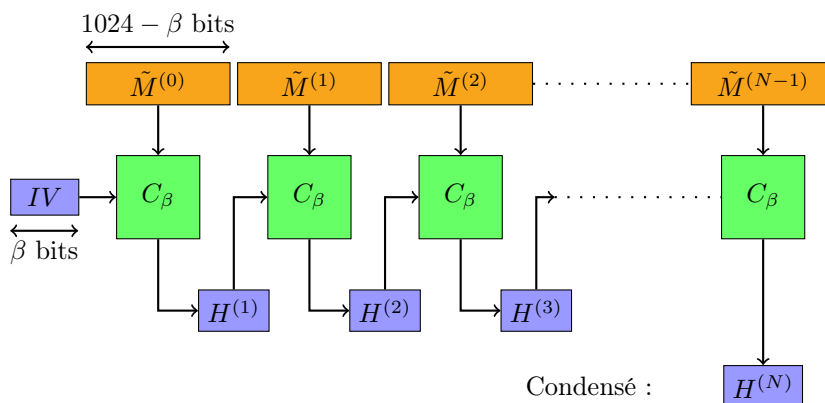 1024 − β bits
M̃^(0) M̃^(1) M̃^(2) M̃^(N−1)
IV C_β C_β C_β C_β
β bits
H^(1) H^(2) H^(3)
Condensé : H^(N)